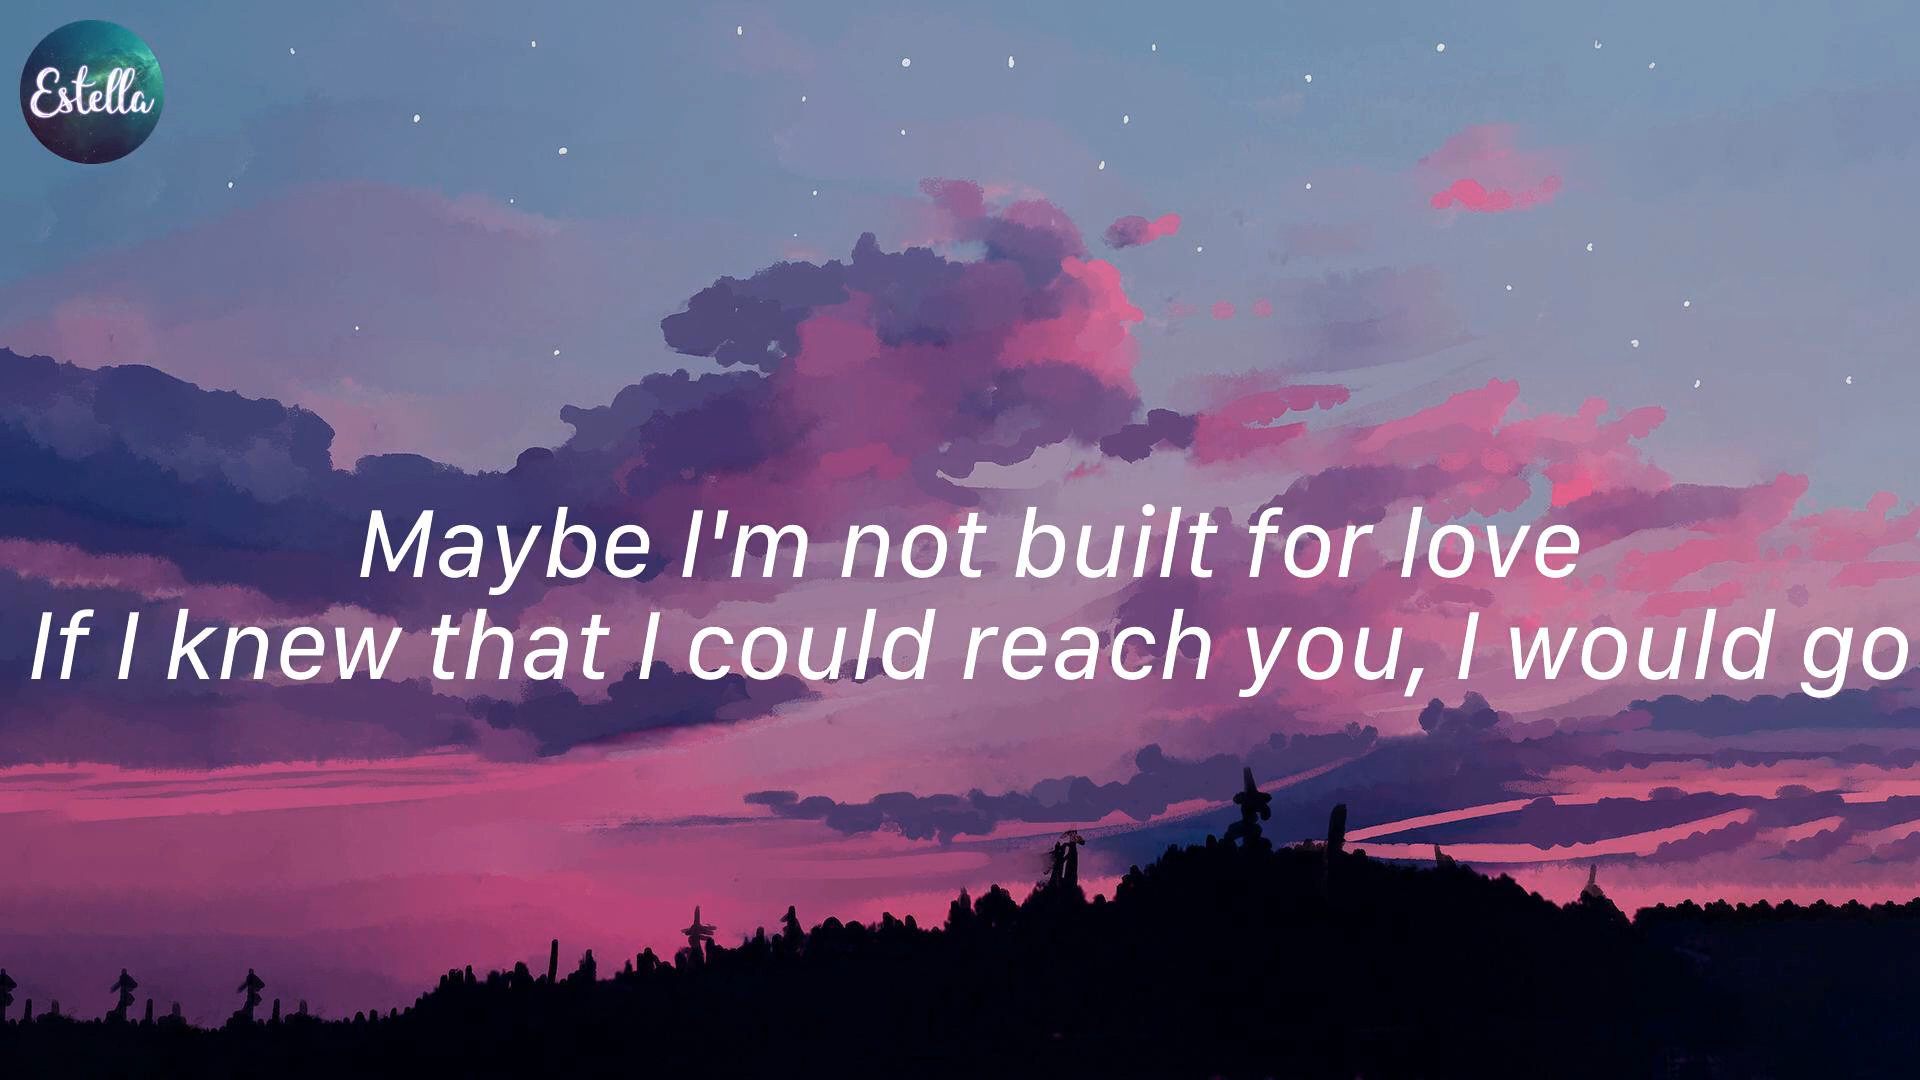 Estella
Maybe I'm not built for love
If I knew that I could reach you, I would go